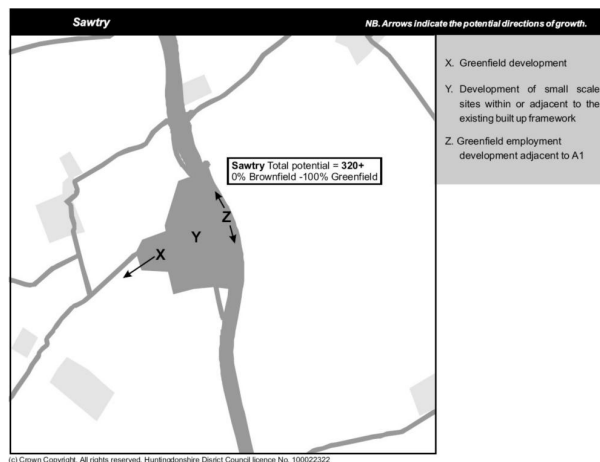 Sawtry
NB. Arrows indicate the potential directions of growth.
X. Greenfield development
Y. Development of small scale
sites within or adjacent to the
existing built up framework
Z. Greenfield employment
development adjacent to A1
Sawtry Total potential = 320+
0% Brownfield -100% Greenfield
Z
Y
X
(c) Crown Copyright. All rights reserved. Huntingdonshire Disrict Council licence No. 100022322